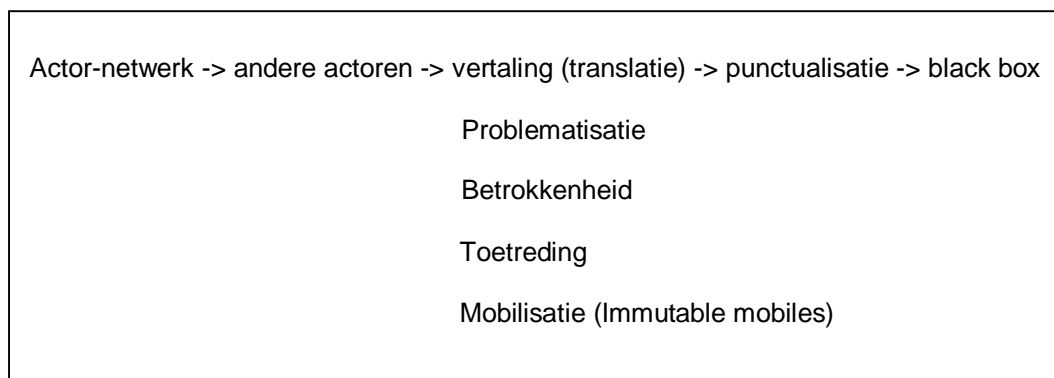 Actor-netwerk -> andere actoren -> vertaling (translatie) -> punctualisatie -> black box
Problematisatie
Betrokkenheid
Toetreding
Mobilisatie (Immutable mobiles)